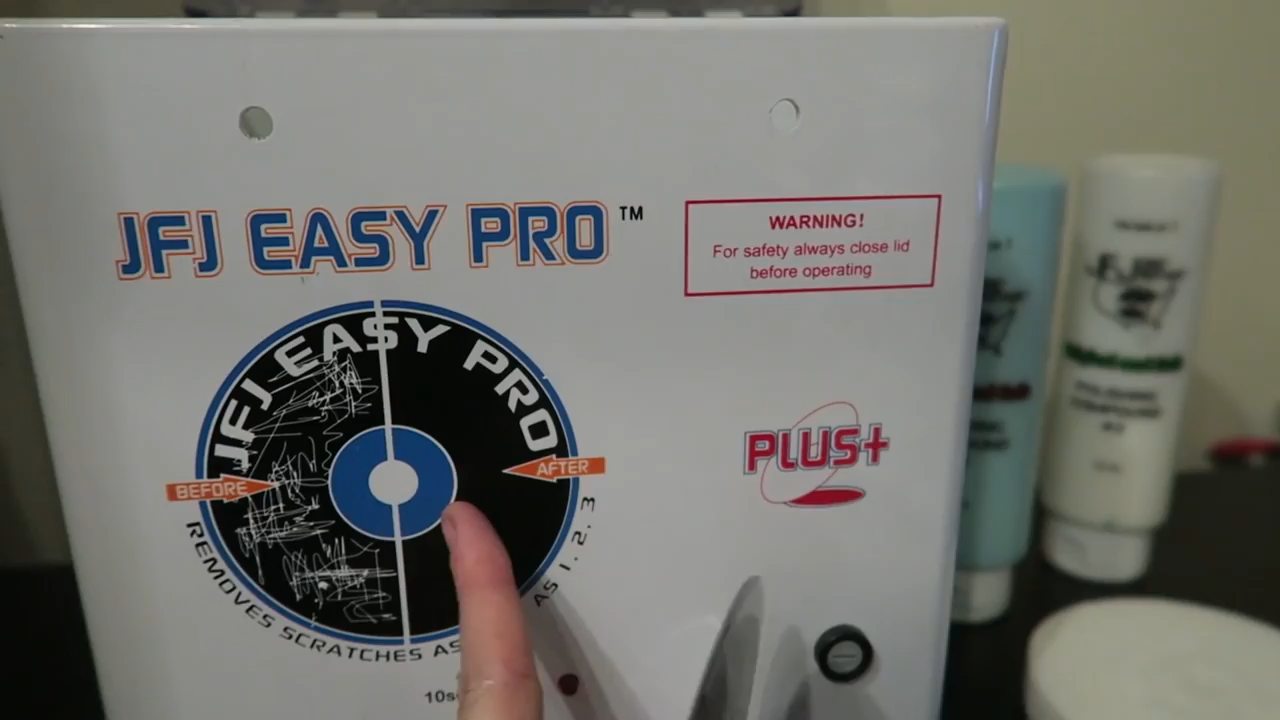 JFJ EASY PRO™
WARNING!
For safety always close lid
before operating
JFJ EASY PRO
BEFORE
AFTER
REMOVES SCRATCHES AS
AS 1, 2, 3
PLUS+